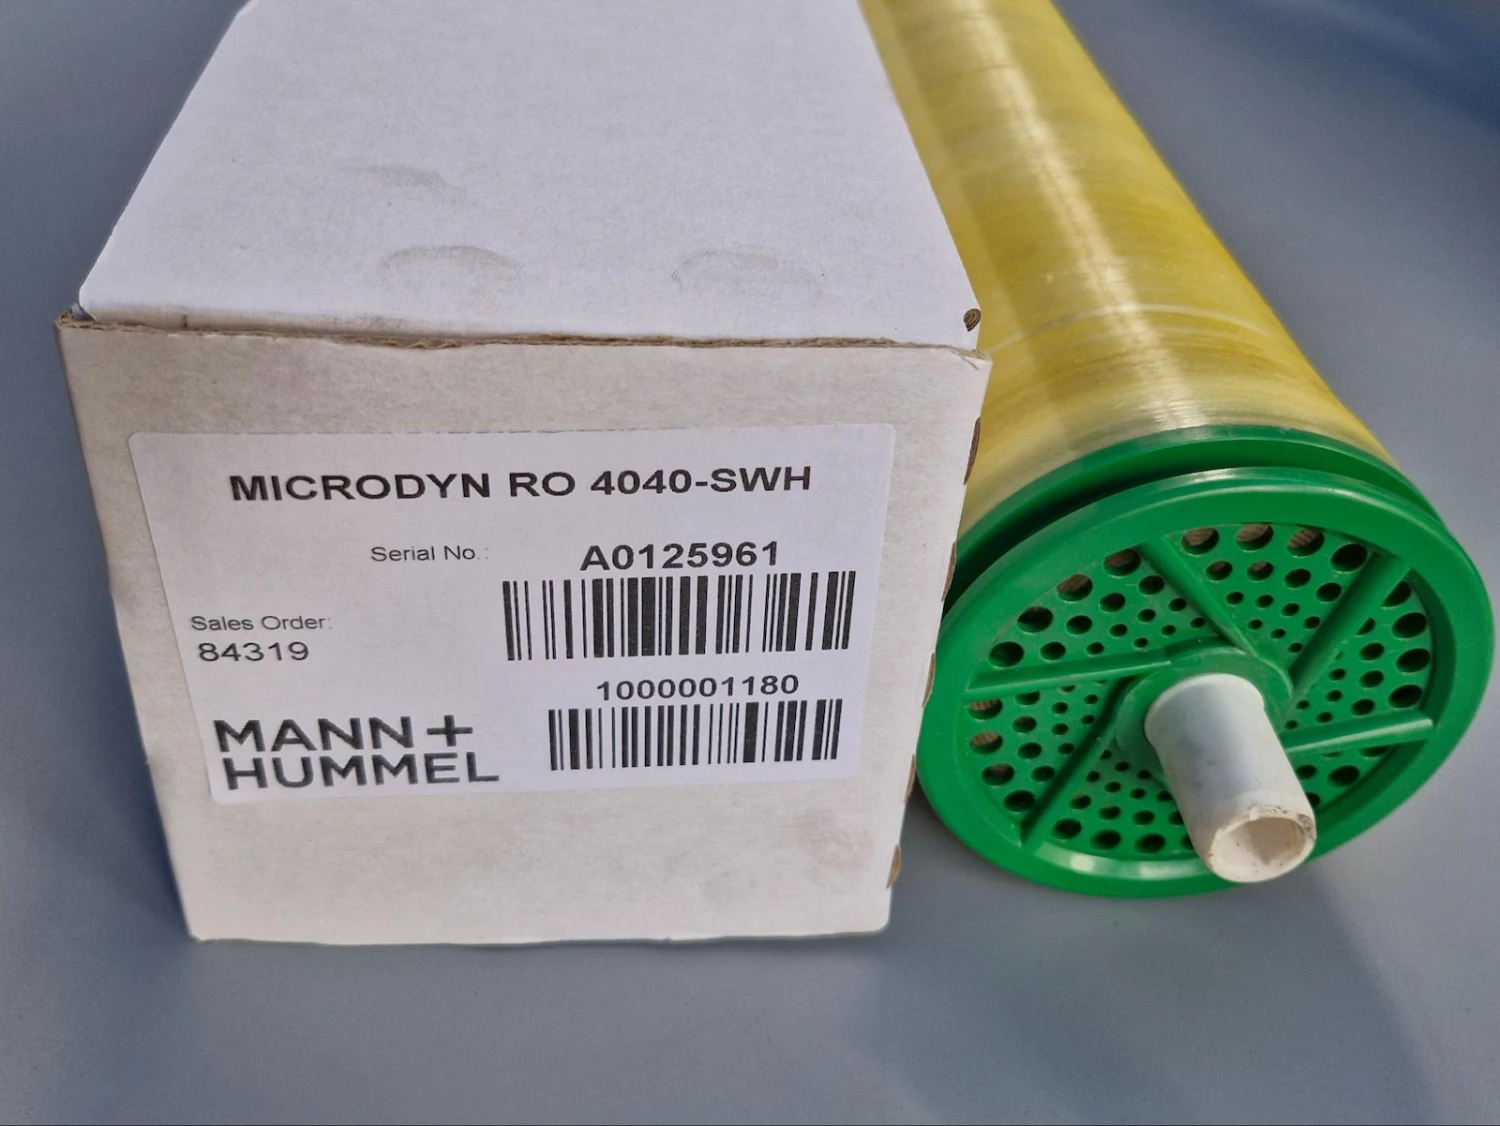 MICRODYN RO 4040-SWH
Serial No.: A0125961
Sales Order:
84319
1000001180
MANN+
HUMMEL